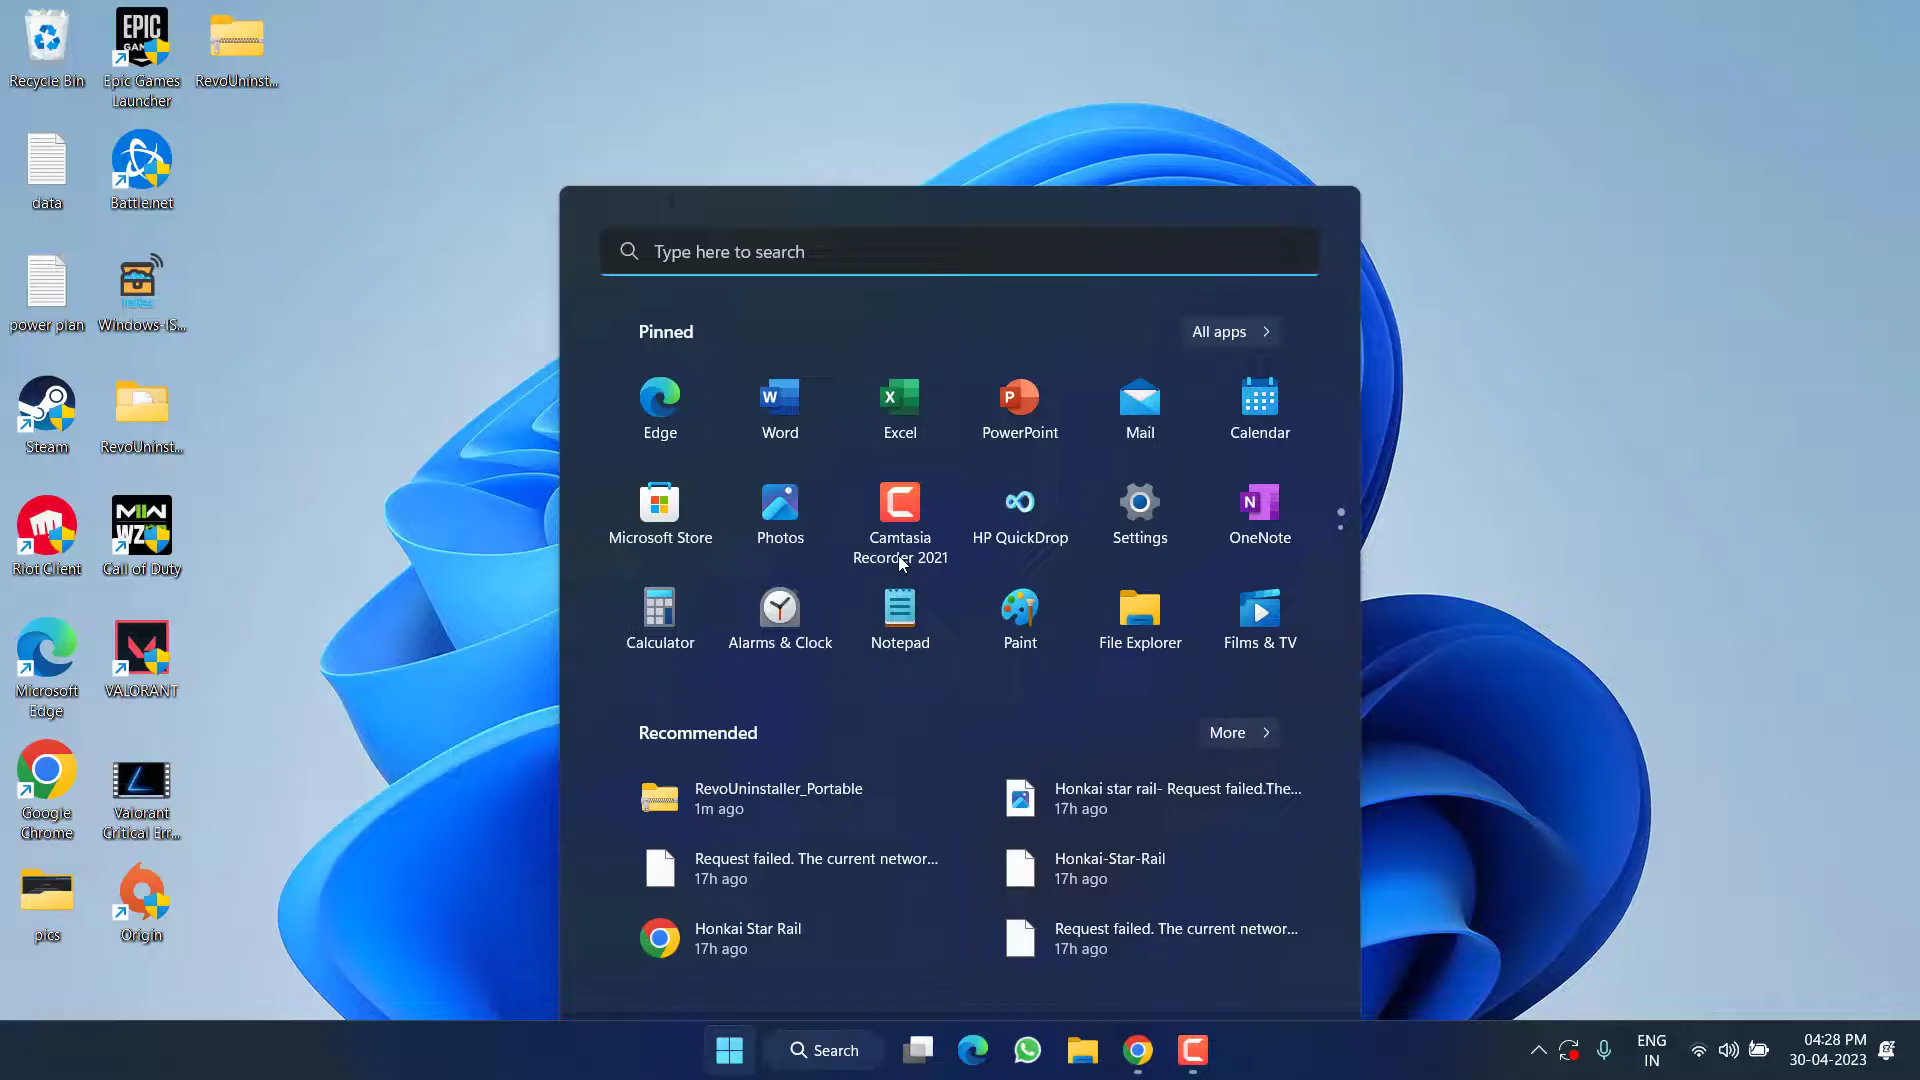 Recycle Bin
EPIC
GAMES
Epic Games
Launcher
RevoUninst...
data
Battle.net
power plan
Windows-IS...
Steam
RevoUninst...
Riot Client
MW
WZ
Call of Duty
Microsoft
Edge
VALORANT
Google
Chrome
Valorant
Critical Err...
pics
Origin
Type here to search
Pinned
All apps
Edge
Word
Excel
PowerPoint
Mail
Calendar
Microsoft Store
Photos
Camtasia
Recorder 2021
HP QuickDrop
Settings
OneNote
Calculator
Alarms & Clock
Notepad
Paint
File Explorer
Films & TV
Recommended
More
RevoUninstaller_Portable
1m ago
Honkai star rail- Request failed.The...
17h ago
Request failed. The current networ...
17h ago
Honkai-Star-Rail
17h ago
Honkai Star Rail
17h ago
Request failed. The current networ...
17h ago
Search
ENG
IN
04:28 PM
30-04-2023